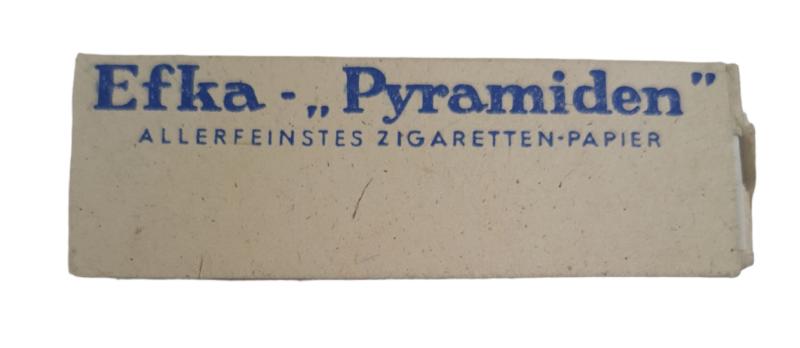 Efka - „Pyramiden”
ALLERFEINSTES ZIGARETTEN-PAPIER